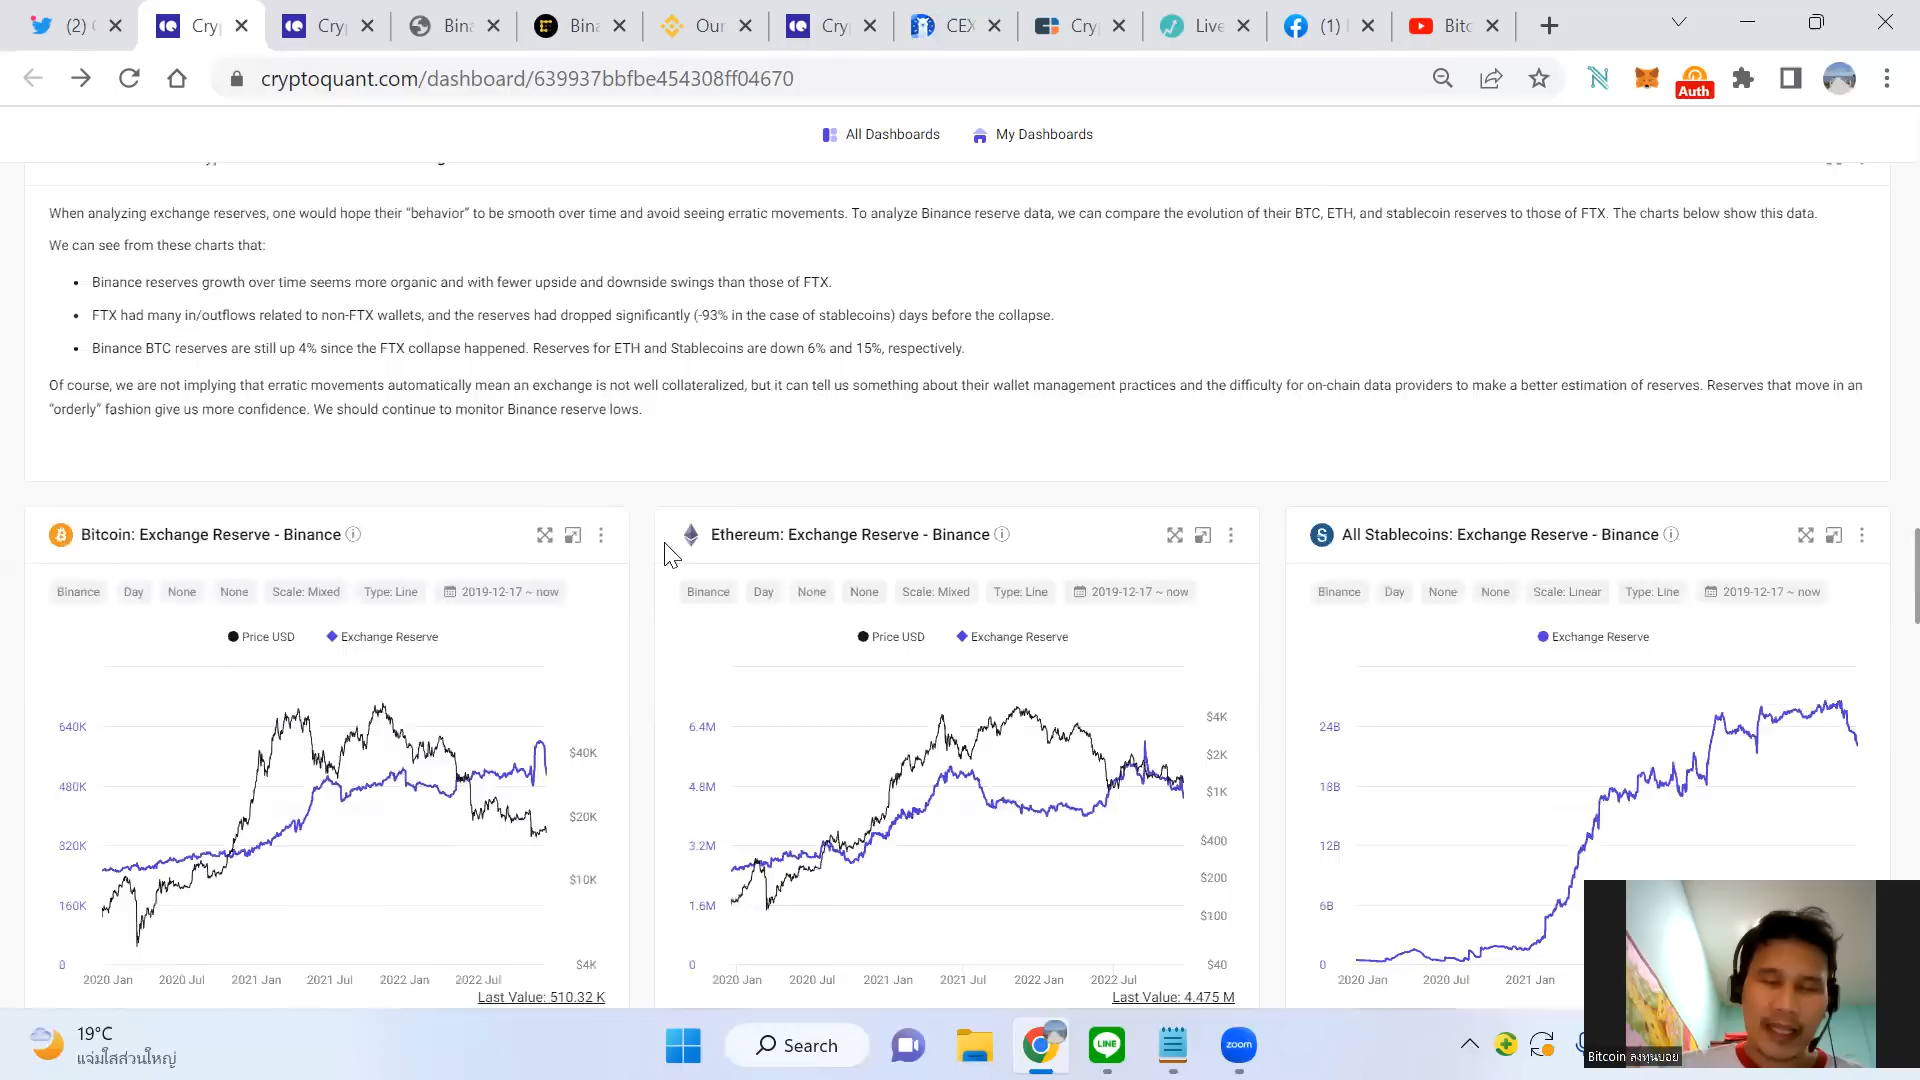 (2)
Cry
Cry
Bina
Bina
Our
Cry
CEX
Cry
Live
(1)
Bitc
cryptoquant.com/dashboard/639937bbfbe454308ff04670
Auth
All Dashboards
My Dashboards
When analyzing exchange reserves, one would hope their “behavior” to be smooth over time and avoid seeing erratic movements. To analyze Binance reserve data, we can compare the evolution of their BTC, ETH, and stablecoin reserves to those of FTX. The charts below show this data.
We can see from these charts that:
• Binance reserves growth over time seems more organic and with fewer upside and downside swings than those of FTX.
• FTX had many in/outflows related to non-FTX wallets, and the reserves had dropped significantly (-93% in the case of stablecoins) days before the collapse.
• Binance BTC reserves are still up 4% since the FTX collapse happened. Reserves for ETH and Stablecoins are down 6% and 15%, respectively.
Of course, we are not implying that erratic movements automatically mean an exchange is not well collateralized, but it can tell us something about their wallet management practices and the difficulty for on-chain data providers to make a better estimation of reserves. Reserves that move in an
“orderly” fashion give us more confidence. We should continue to monitor Binance reserve lows.
Bitcoin: Exchange Reserve - Binance
Binance Day None None Scale: Mixed Type: Line 2019-12-17 ~ now
Price USD Exchange Reserve
640K
480K
320K
160K
0
$40K
$20K
$10K
$4K
2020 Jan 2020 Jul 2021 Jan 2021 Jul 2022 Jan 2022 Jul
Last Value: 510.32 K
Ethereum: Exchange Reserve - Binance
Binance Day None None Scale: Mixed Type: Line 2019-12-17 ~ now
Price USD Exchange Reserve
6.4M
4.8M
3.2M
1.6M
0
$4K
$2K
$1K
$400
$200
$100
$40
2020 Jan 2020 Jul 2021 Jan 2021 Jul 2022 Jan 2022 Jul
Last Value: 4.475 M
All Stablecoins: Exchange Reserve - Binance
Binance Day None None Scale: Linear Type: Line 2019-12-17 ~ now
Exchange Reserve
24B
18B
12B
6B
0
2020 Jan 2020 Jul 2021 Jan
Bitcoin ลงทุนบอย
19°C
แจ่มใสส่วนใหญ่
Search
LINE
zoom